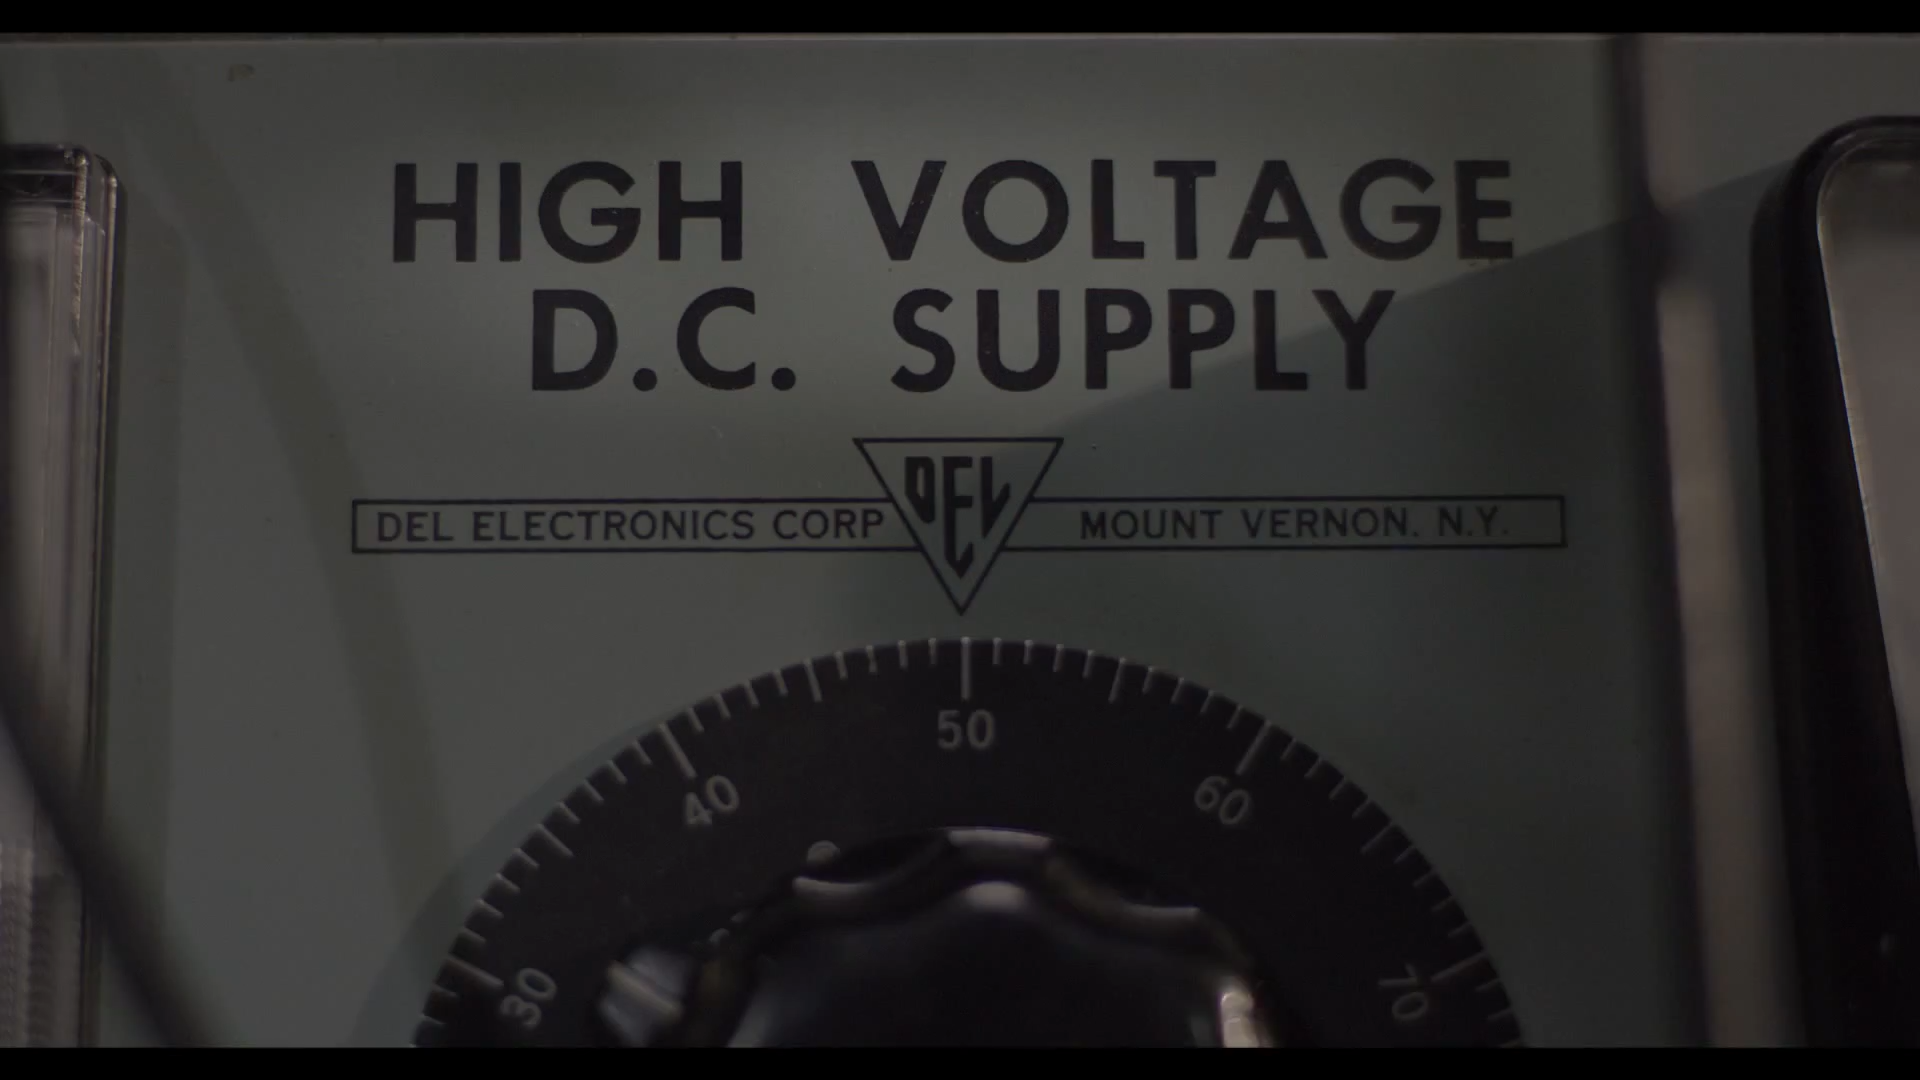 HIGH VOLTAGE
D.C. SUPPLY
DEL ELECTRONICS CORP DEL MOUNT VERNON. N.Y.
50
40 60
30 70